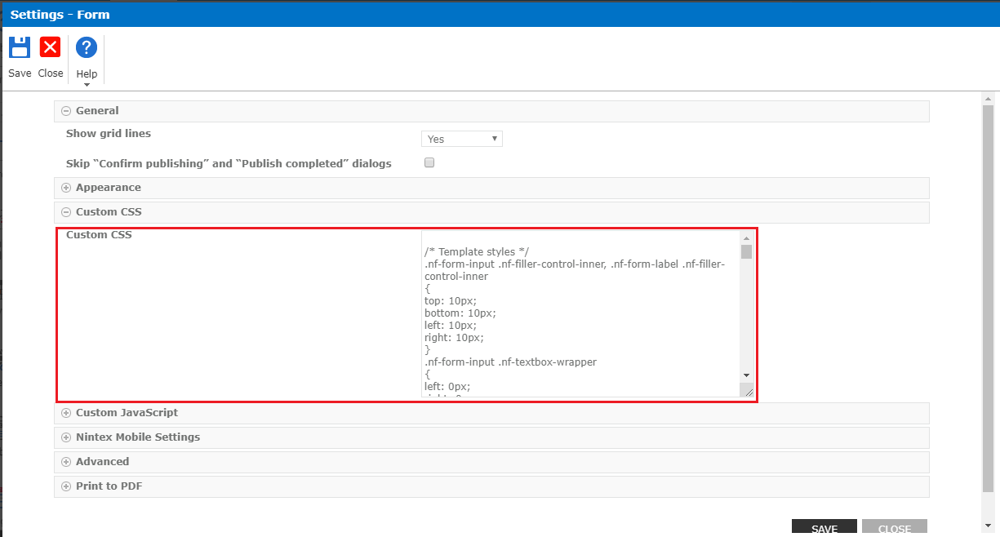 Settings - Form
Save Close Help
General
Show grid lines
Yes
Skip “Confirm publishing” and “Publish completed” dialogs
Appearance
Custom CSS
Custom CSS
/* Template styles */
.nf-form-input .nf-filler-control-inner, .nf-form-label .nf-filler-
control-inner
{
top: 10px;
bottom: 10px;
left: 10px;
right: 10px;
}
.nf-form-input .nf-textbox-wrapper
{
left: 0px;
Custom JavaScript
Nintex Mobile Settings
Advanced
Print to PDF
SAVE CLOSE